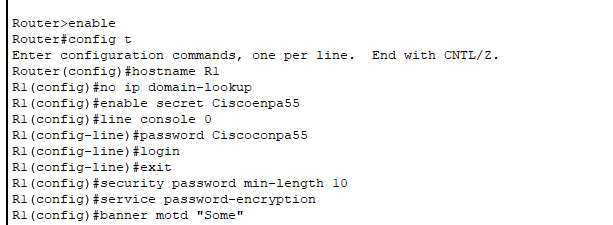 Router>enable
Router#config t
Enter configuration commands, one per line.  End with CNTL/Z.
Router(config)#hostname R1
R1(config)#no ip domain-lookup
R1(config)#enable secret Ciscoenpa55
R1(config)#line console 0
R1(config-line)#password Ciscoconpa55
R1(config-line)#login
R1(config-line)#exit
R1(config)#security password min-length 10
R1(config)#service password-encryption
R1(config)#banner motd "Some"